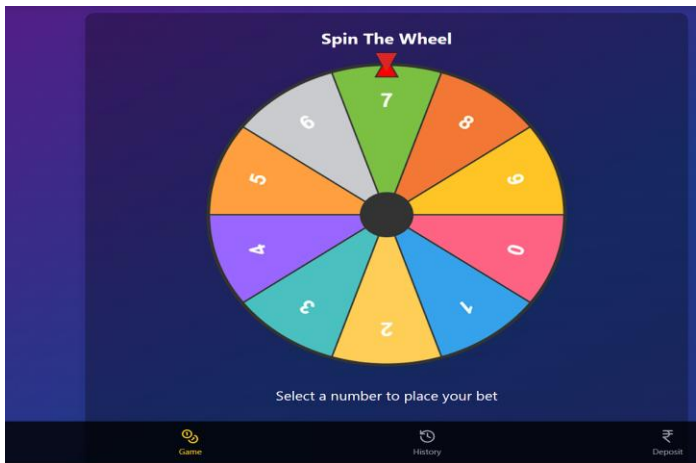 Spin The Wheel
7
6
8
5
9
4
0
3
1
2
Select a number to place your bet
Game
History
₹
Deposit